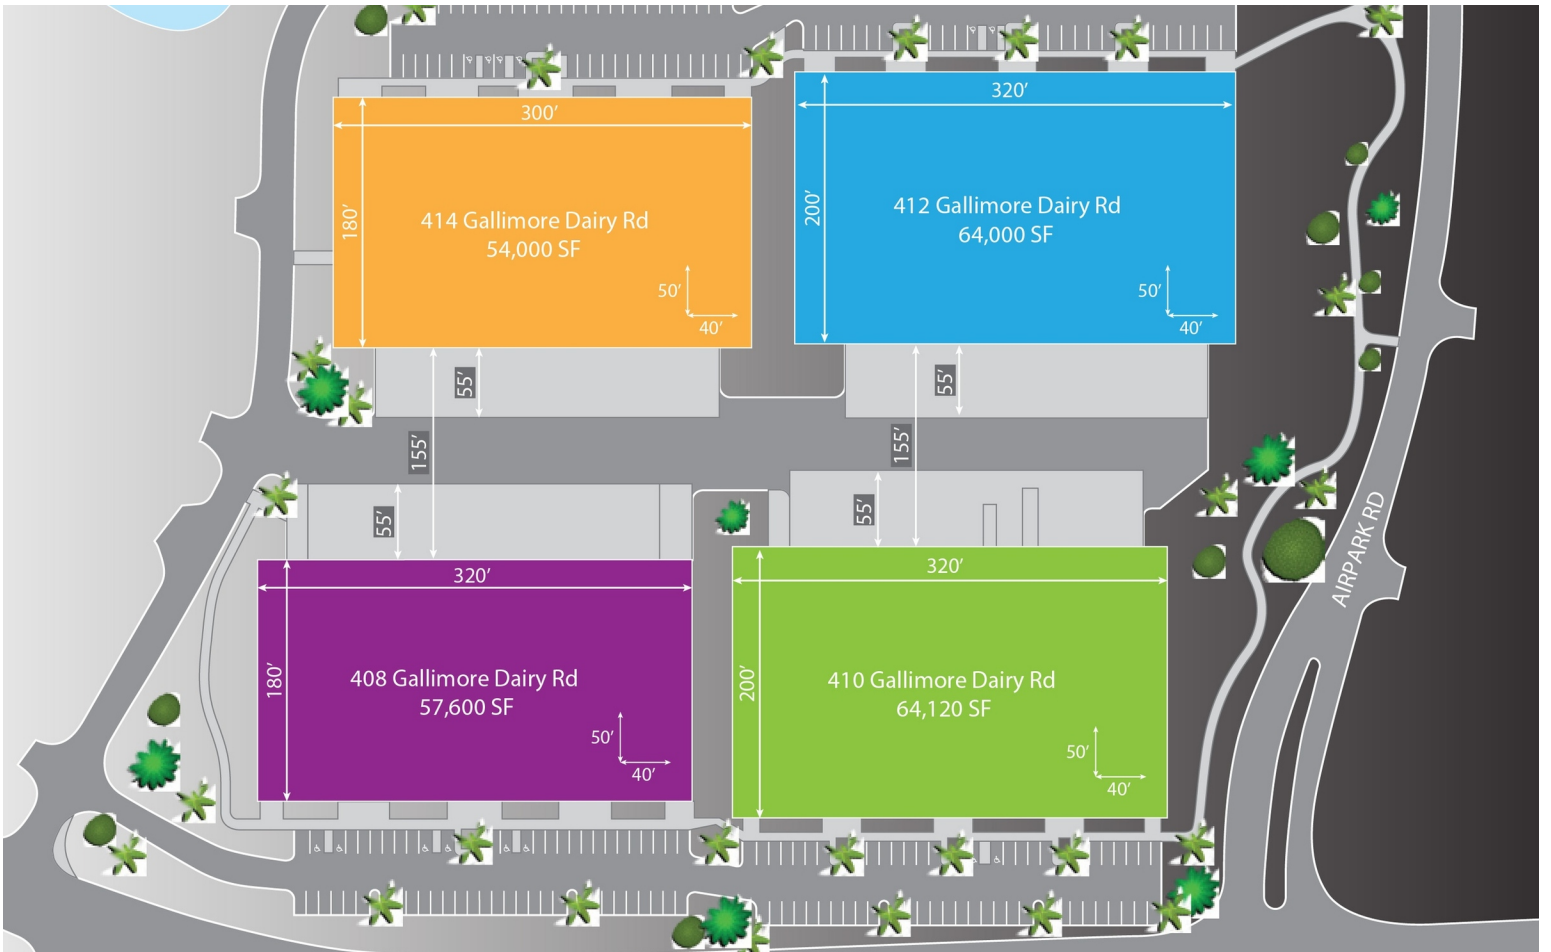 300’
180’
414 Gallimore Dairy Rd
54,000 SF
50’
40’
320’
200’
412 Gallimore Dairy Rd
64,000 SF
50’
40’
55’
155’
55’
55’
155’
55’
320’
180’
408 Gallimore Dairy Rd
57,600 SF
50’
40’
320’
200’
410 Gallimore Dairy Rd
64,120 SF
50’
40’
AIRPARK RD